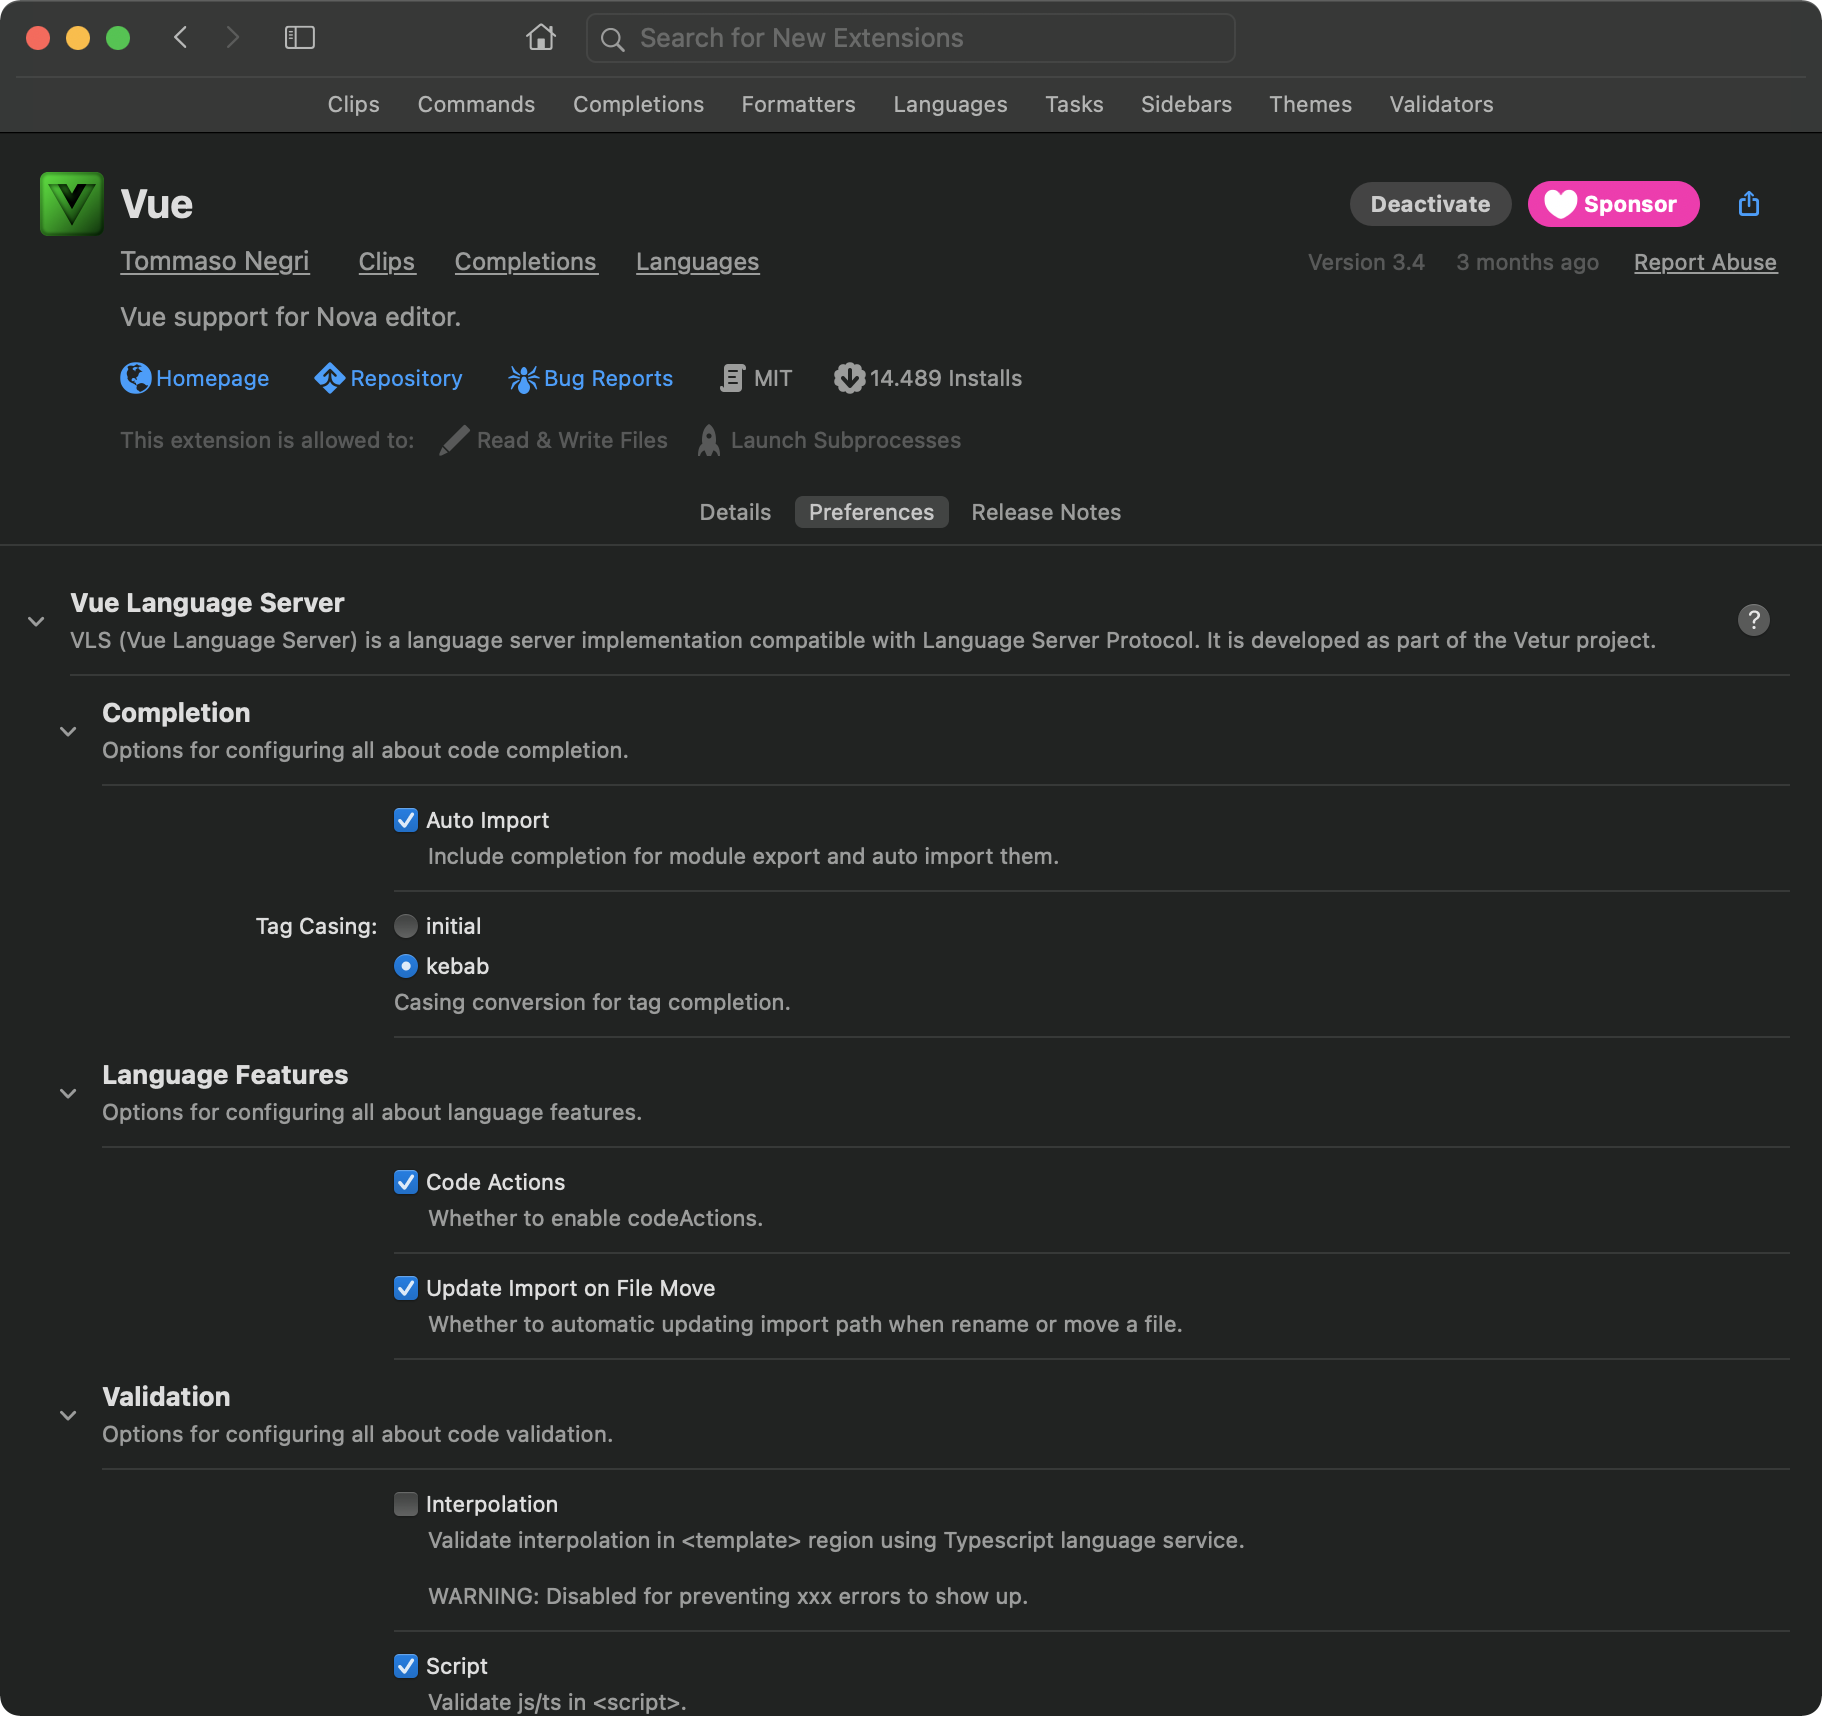 Search for New Extensions
Clips Commands Completions Formatters Languages Tasks Sidebars Themes Validators
Vue
Deactivate Sponsor
Tommaso Negri Clips Completions Languages
Version 3.4 3 months ago Report Abuse
Vue support for Nova editor.
Homepage Repository Bug Reports MIT 14.489 Installs
This extension is allowed to: Read & Write Files Launch Subprocesses
Details Preferences Release Notes
Vue Language Server
?
VLS (Vue Language Server) is a language server implementation compatible with Language Server Protocol. It is developed as part of the Vetur project.
Completion
Options for configuring all about code completion.
Auto Import
Include completion for module export and auto import them.
Tag Casing: initial
kebab
Casing conversion for tag completion.
Language Features
Options for configuring all about language features.
Code Actions
Whether to enable codeActions.
Update Import on File Move
Whether to automatic updating import path when rename or move a file.
Validation
Options for configuring all about code validation.
Interpolation
Validate interpolation in <template> region using Typescript language service.
WARNING: Disabled for preventing xxx errors to show up.
Script
Validate js/ts in <script>.